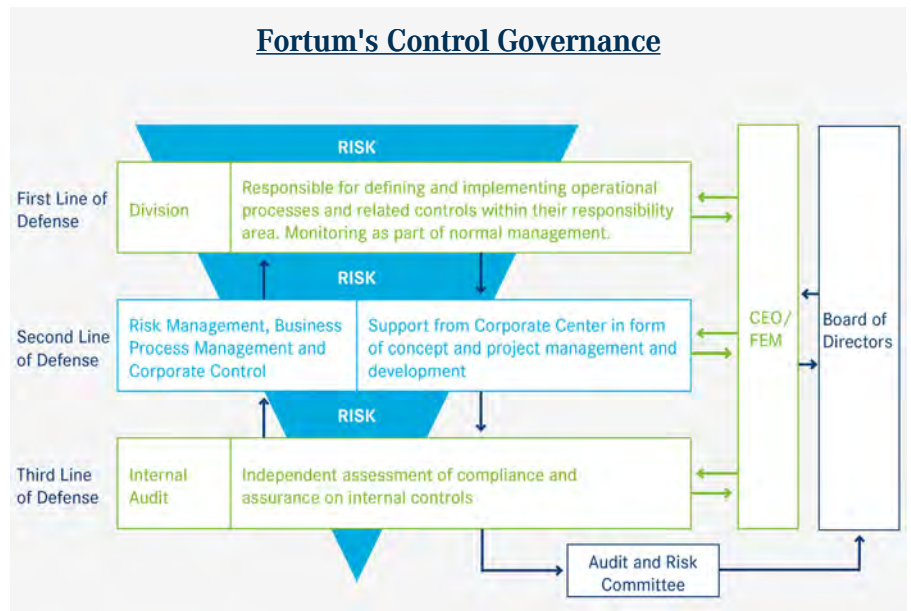 Fortum's Control Governance
RISK
First Line of
Defense
Division
Responsible for defining and implementing operational
processes and related controls within their responsibility
area. Monitoring as part of normal management.
RISK
Second Line
of Defense
Risk Management, Business
Process Management and
Corporate Control
Support from Corporate Center in form
of concept and project management and
development
RISK
Third Line
of Defense
Internal
Audit
Independent assessment of compliance and
assurance on internal controls
CEO/
FEM
Board of
Directors
Audit and Risk
Committee